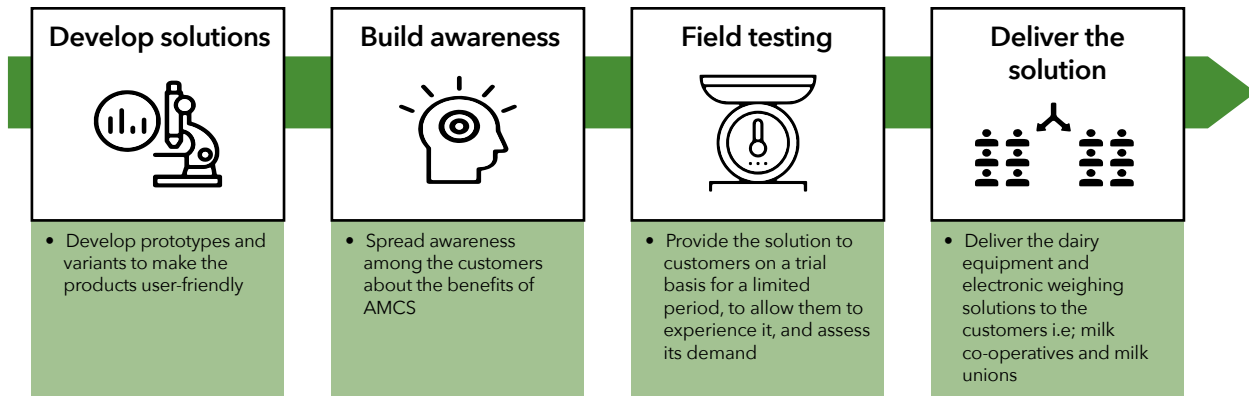 Develop solutions
• Develop prototypes and
variants to make the
products user-friendly
Build awareness
• Spread awareness
among the customers
about the benefits of
AMCS
Field testing
• Provide the solution to
customers on a trial
basis for a limited
period, to allow them to
experience it, and assess
its demand
Deliver the
solution
• Deliver the dairy
equipment and
electronic weighing
solutions to the
customers i.e; milk
co-operatives and milk
unions